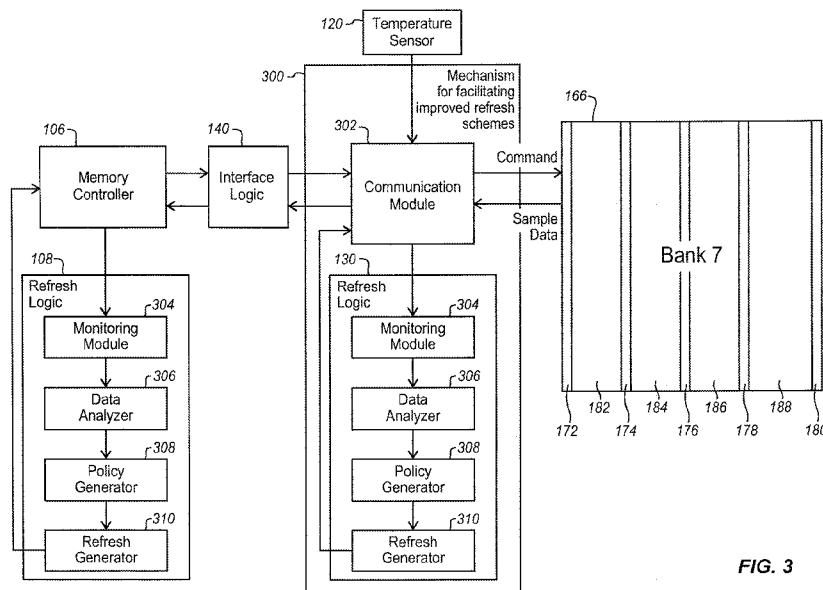 120
Temperature
Sensor
300
Mechanism
for facilitating
improved refresh
schemes
166
106
Memory
Controller
140
Interface
Logic
302
Communication
Module
Command
Sample
Data
Bank 7
108
Refresh
Logic
304
Monitoring
Module
306
Data
Analyzer
308
Policy
Generator
310
Refresh
Generator
130
Refresh
Logic
304
Monitoring
Module
306
Data
Analyzer
308
Policy
Generator
310
Refresh
Generator
182 184 186 188
172 174 176 178 180
FIG. 3